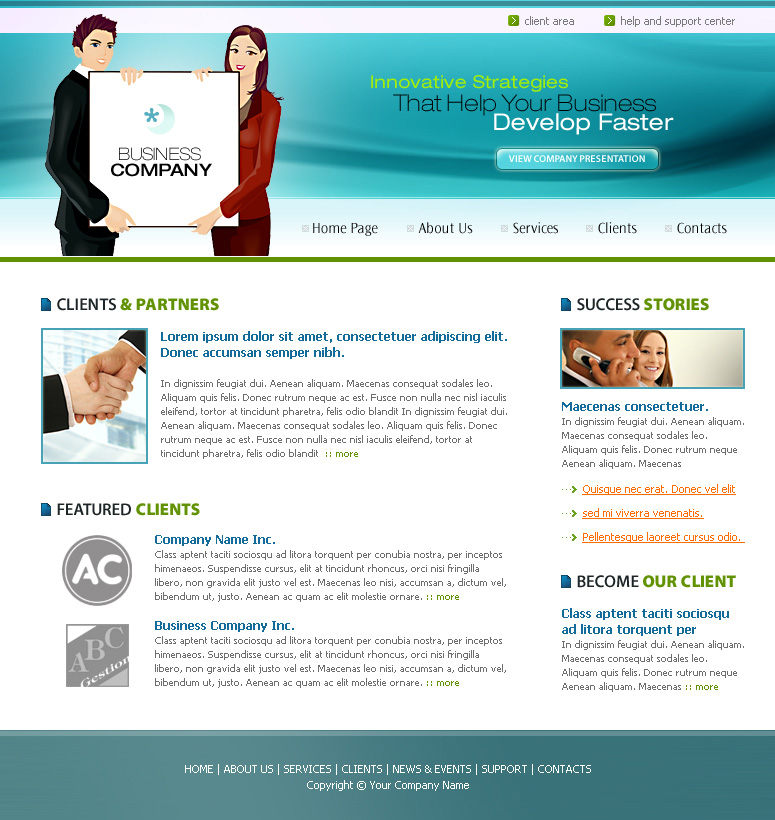 client area
help and support center
Innovative Strategies
That Help Your Business
Develop Faster
VIEW COMPANY PRESENTATION
*
BUSINESS
COMPANY
Home Page
About Us
Services
Clients
Contacts
CLIENTS & PARTNERS
Lorem ipsum dolor sit amet, consectetuer adipiscing elit.
Donec accumsan semper nibh.
In dignissim feugiat dui. Aenean aliquam. Maecenas consequat sodales leo.
Aliquam quis felis. Donec rutrum neque ac est. Fusce non nulla nec nisl iaculis
eleifend, tortor at tincidunt pharetra, felis odio blandit In dignissim feugiat dui.
Aenean aliquam. Maecenas consequat sodales leo. Aliquam quis felis. Donec
rutrum neque ac est. Fusce non nulla nec nisl iaculis eleifend, tortor at
tincidunt pharetra, felis odio blandit :: more
FEATURED CLIENTS
AC
Company Name Inc.
Class aptent taciti sociosqu ad litora torquent per conubia nostra, per inceptos
himenaeos. Suspendisse cursus, elit at tincidunt rhoncus, orci nisi fringilla
libero, non gravida elit justo vel est. Maecenas leo nisi, accumsan a, dictum vel,
bibendum ut, justo. Aenean ac quam ac elit molestie ornare. :: more
ABC
Gestion
Business Company Inc.
Class aptent taciti sociosqu ad litora torquent per conubia nostra, per inceptos
himenaeos. Suspendisse cursus, elit at tincidunt rhoncus, orci nisi fringilla
libero, non gravida elit justo vel est. Maecenas leo nisi, accumsan a, dictum vel,
bibendum ut, justo. Aenean ac quam ac elit molestie ornare. :: more
SUCCESS STORIES
Maecenas consectetuer.
In dignissim feugiat dui. Aenean aliquam.
Maecenas consequat sodales leo.
Aliquam quis felis. Donec rutrum neque
Aenean aliquam. Maecenas
Quisque nec erat. Donec vel elit
sed mi viverra venenatis.
Pellentesque laoreet cursus odio.
BECOME OUR CLIENT
Class aptent taciti sociosqu
ad litora torquent per
In dignissim feugiat dui. Aenean aliquam.
Maecenas consequat sodales leo.
Aliquam quis felis. Donec rutrum neque
Aenean aliquam. Maecenas :: more
HOME | ABOUT US | SERVICES | CLIENTS | NEWS & EVENTS | SUPPORT | CONTACTS
Copyright © Your Company Name